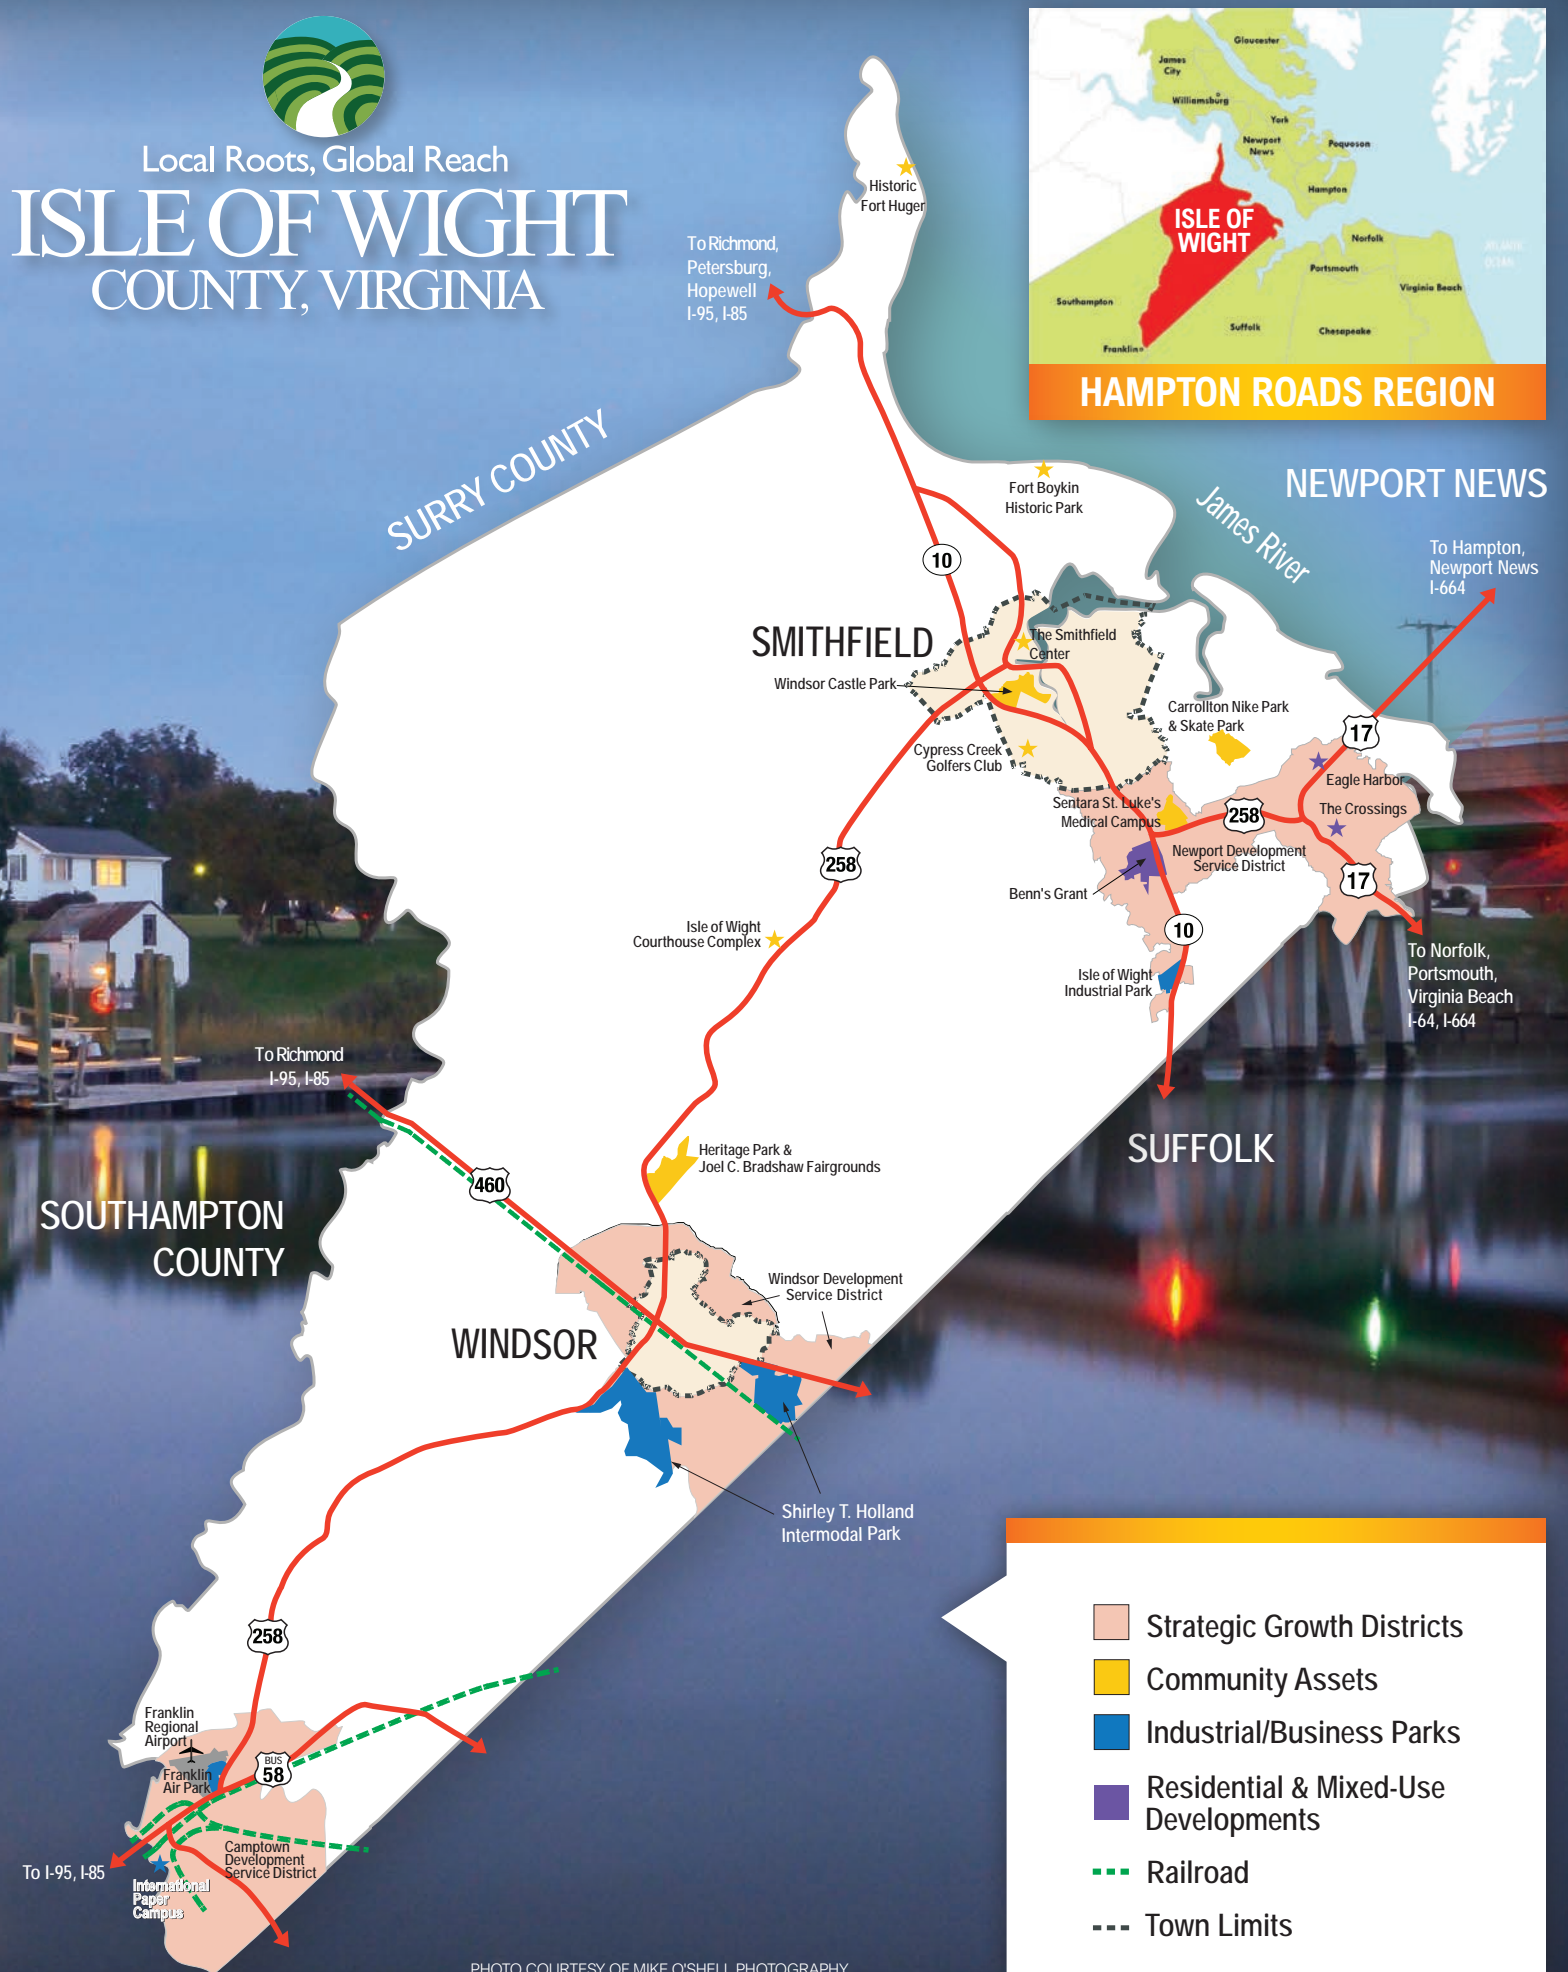 Local Roots, Global Reach
ISLE OF WIGHT
COUNTY, VIRGINIA
Gloucester
James
City
Williamsburg
York
Newport
News
Poquoson
Hampton
ISLE OF
WIGHT
Norfolk
Portsmouth
Virginia Beach
ATLANTIC
OCEAN
Southampton
Suffolk
Chesapeake
Franklin
HAMPTON ROADS REGION
Historic
Fort Huger
To Richmond,
Petersburg,
Hopewell
I-95, I-85
SURRY COUNTY
Fort Boykin
Historic Park
James River
NEWPORT NEWS
To Hampton,
Newport News
I-664
10
SMITHFIELD
The Smithfield
Center
Windsor Castle Park
Carrollton Nike Park
& Skate Park
17
Cypress Creek
Golfers Club
Eagle Harbor
Sentara St. Luke's
Medical Campus
258
The Crossings
Newport Development
Service District
258
17
Benn's Grant
10
Isle of Wight
Courthouse Complex
To Norfolk,
Portsmouth,
Virginia Beach
I-64, I-664
Isle of Wight
Industrial Park
To Richmond
I-95, I-85
Heritage Park &
Joel C. Bradshaw Fairgrounds
SUFFOLK
460
SOUTHAMPTON
COUNTY
Windsor Development
Service District
WINDSOR
Shirley T. Holland
Intermodal Park
258
Franklin
Regional
Airport
BUS
58
Franklin
Air Park
Camptown
Development
Service District
To I-95, I-85
International
Paper
Campus
Strategic Growth Districts
Community Assets
Industrial/Business Parks
Residential & Mixed-Use
Developments
Railroad
Town Limits
PHOTO COURTESY OF MIKE O'SHELL PHOTOGRAPHY